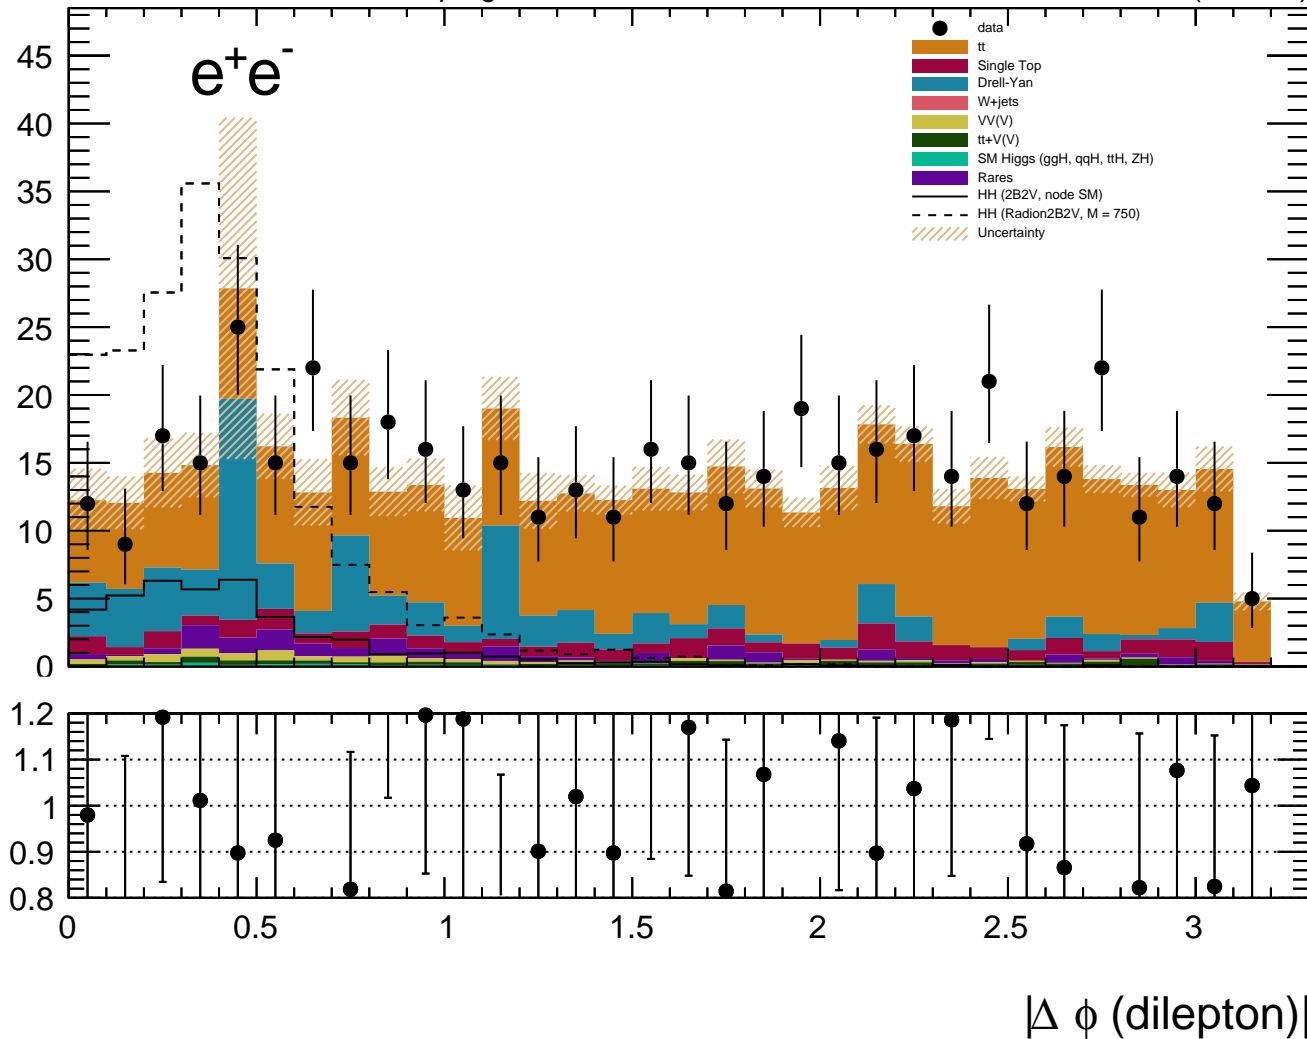 45
40
35
30
25
20
15
10
5
0
e+e-
data
tt
Single Top
Drell-Yan
W+jets
VV(V)
tt+V(V)
SM Higgs (ggH, qqH, ttH, ZH)
Rares
HH (2B2V, node SM)
HH (Radion2B2V, M = 750)
Uncertainty
1.2
1.1
1
0.9
0.8
0 0.5 1 1.5 2 2.5 3
|Δ ϕ (dilepton)|